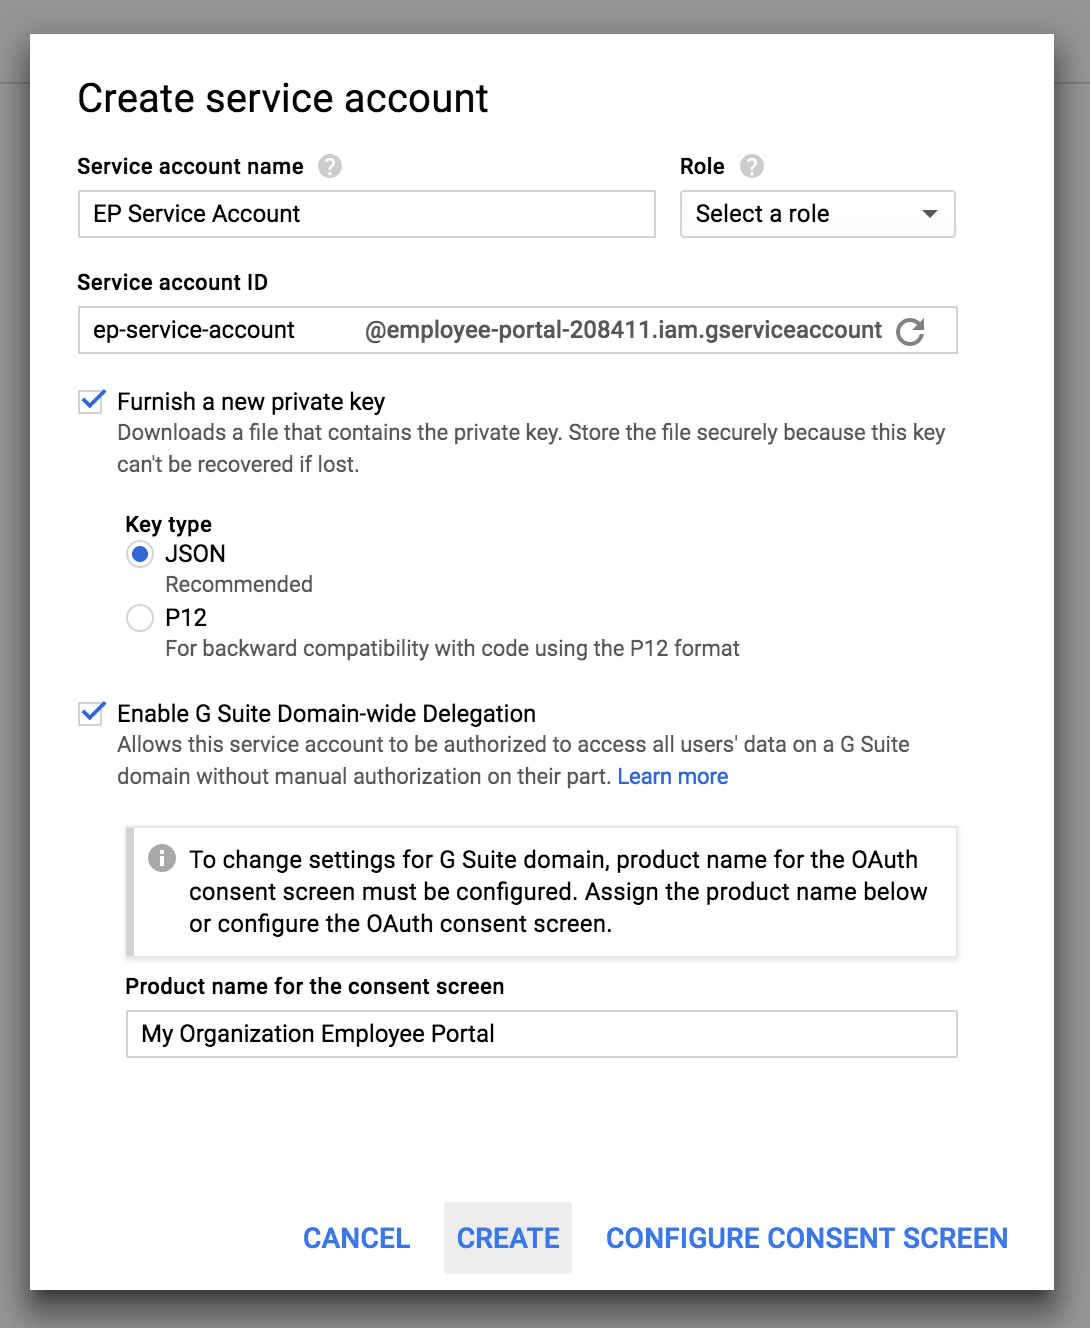 Create service account
Service account name ?
Role ?
EP Service Account
Select a role
Service account ID
ep-service-account @employee-portal-208411.iam.gserviceaccount
Furnish a new private key
Downloads a file that contains the private key. Store the file securely because this key
can't be recovered if lost.
Key type
JSON
Recommended
P12
For backward compatibility with code using the P12 format
Enable G Suite Domain-wide Delegation
Allows this service account to be authorized to access all users' data on a G Suite
domain without manual authorization on their part. Learn more
To change settings for G Suite domain, product name for the OAuth
consent screen must be configured. Assign the product name below
or configure the OAuth consent screen.
Product name for the consent screen
My Organization Employee Portal
CANCEL CREATE CONFIGURE CONSENT SCREEN